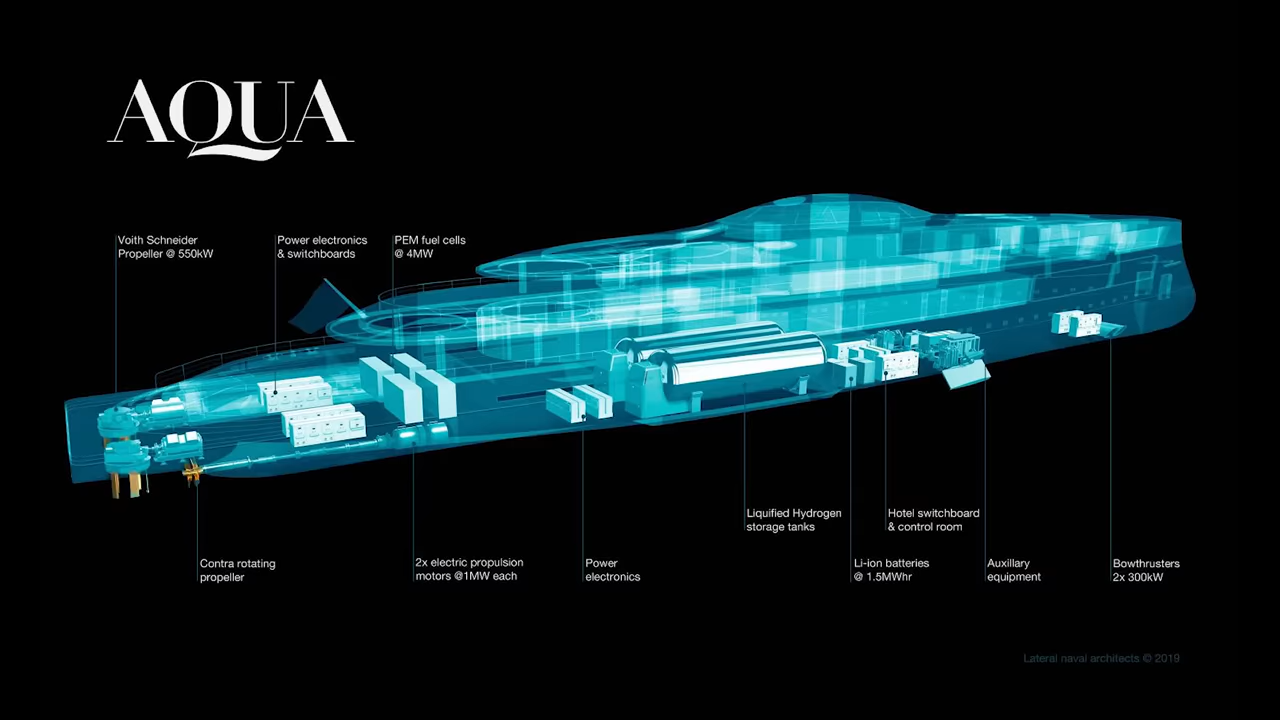 AQUA
Voith Schneider
Propeller @ 550kW
Power electronics
& switchboards
PEM fuel cells
@ 4MW
Liquified Hydrogen
storage tanks
Hotel switchboard
& control room
Contra rotating
propeller
2x electric propulsion
motors @1MW each
Power
electronics
Li-ion batteries
@ 1.5MWhr
Auxillary
equipment
Bowthrusters
2x 300kW
Lateral naval architects © 2019